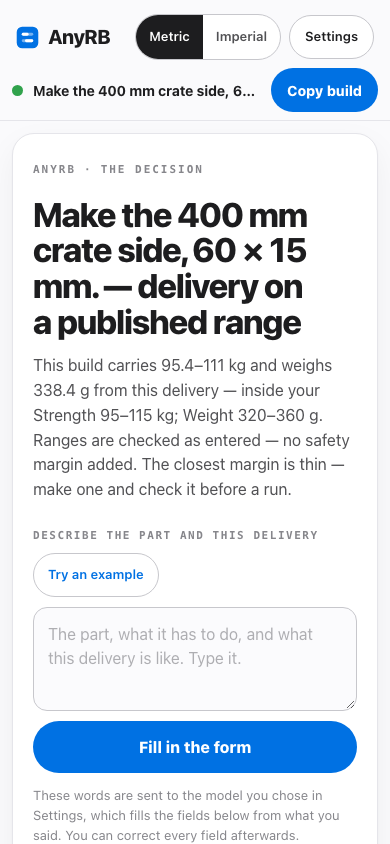 AnyRB
Metric
Imperial
Settings
Make the 400 mm crate side, 6...
Copy build
ANYRB · THE DECISION
Make the 400 mm
crate side, 60 × 15
mm. — delivery on
a published range
This build carries 95.4–111 kg and weighs
338.4 g from this delivery — inside your
Strength 95–115 kg; Weight 320–360 g.
Ranges are checked as entered — no safety
margin added. The closest margin is thin —
make one and check it before a run.
DESCRIBE THE PART AND THIS DELIVERY
Try an example
The part, what it has to do, and what
this delivery is like. Type it.
Fill in the form
These words are sent to the model you chose in
Settings, which fills the fields below from what you
said. You can correct every field afterwards.